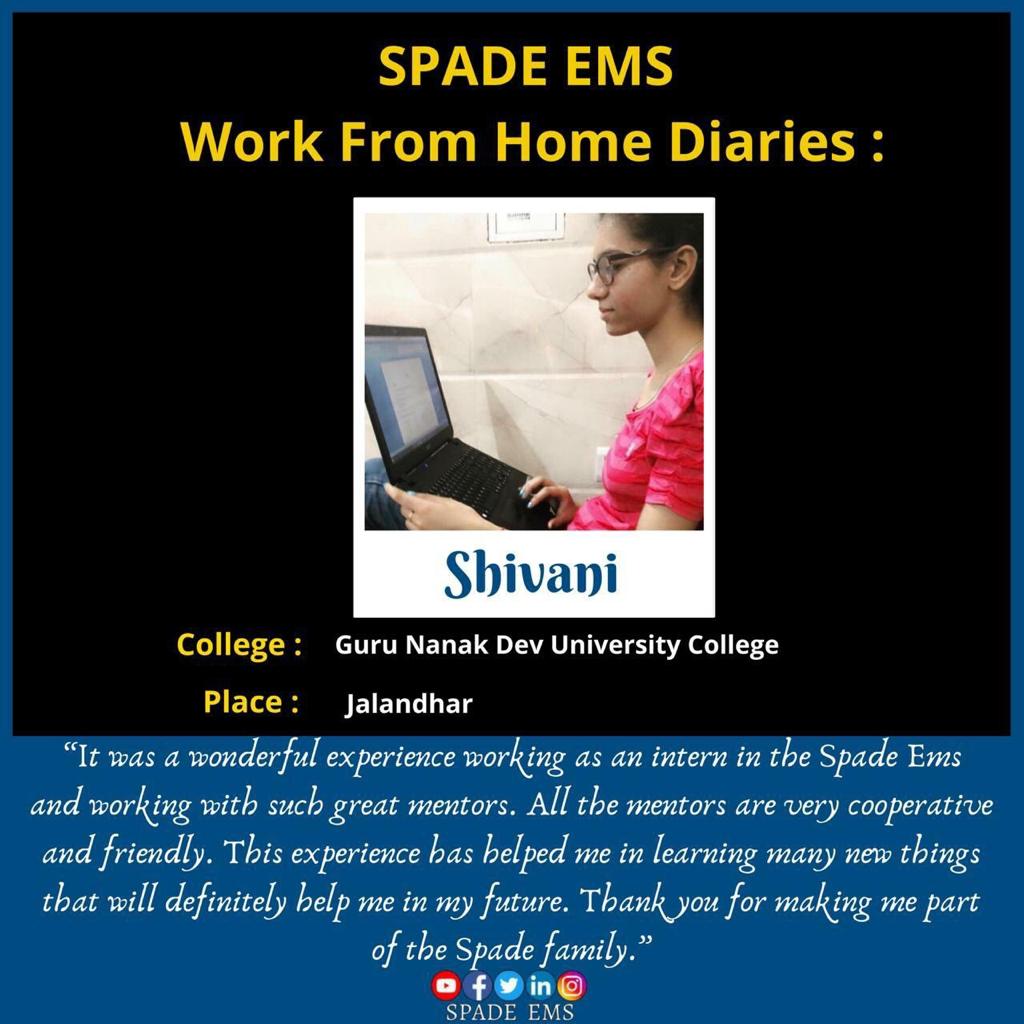 SPADE EMS
Work From Home Diaries :
Shivani
College : Guru Nanak Dev University College
Place : Jalandhar
“It was a wonderful experience working as an intern in the Spade Ems
and working with such great mentors. All the mentors are very cooperative
and friendly. This experience has helped me in learning many new things
that will definitely help me in my future. Thank you for making me part
of the Spade family.”
SPADE EMS